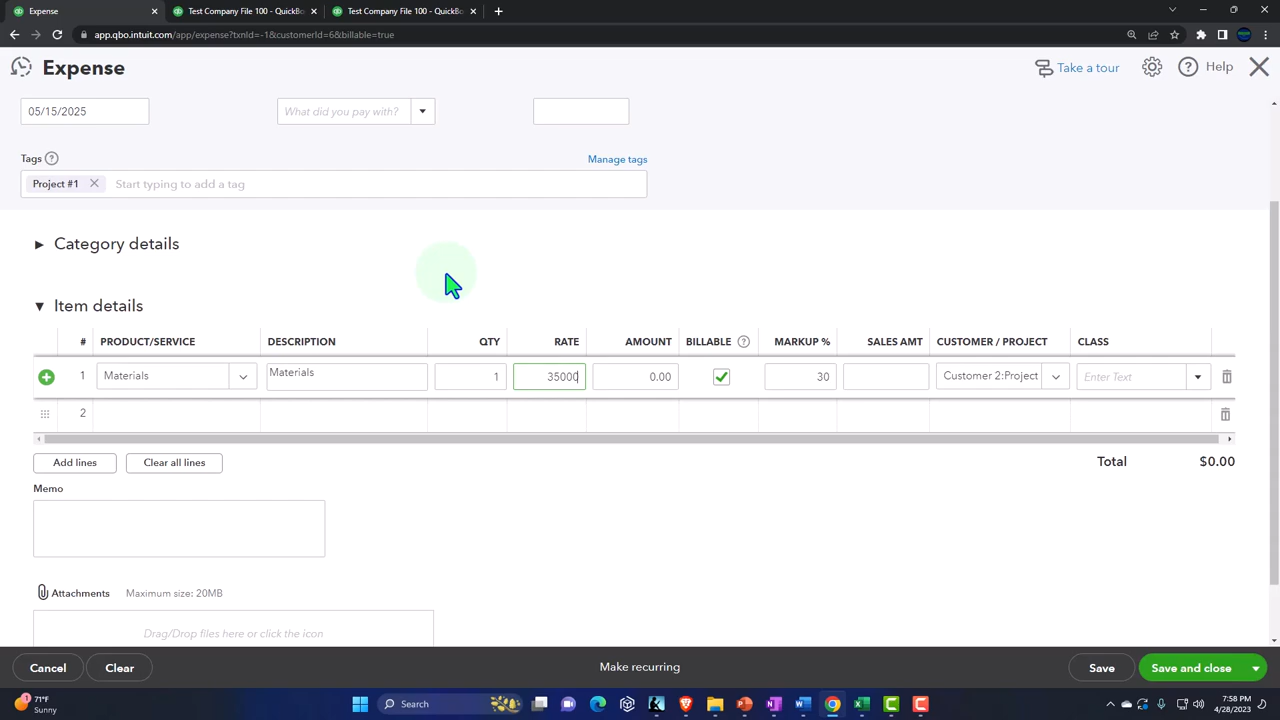 Expense
Test Company File 100 - QuickBo
Test Company File 100 - QuickBo
app.qbo.intuit.com/app/expense?txnId=-1&customerId=6&billable=true
Expense
Take a tour
Help
05/15/2025
What did you pay with?
Tags
Manage tags
Project #1
Start typing to add a tag
Category details
Item details
# PRODUCT/SERVICE DESCRIPTION QTY RATE AMOUNT BILLABLE MARKUP % SALES AMT CUSTOMER / PROJECT CLASS
1 Materials Materials 1 35000 0.00 30 Customer 2:Project Enter Text
2
Add lines
Clear all lines
Total $0.00
Memo
Attachments Maximum size: 20MB
Drag/Drop files here or click the icon
Cancel
Clear
Make recurring
Save
Save and close
71°F
Sunny
Search
7:58 PM
4/28/2023